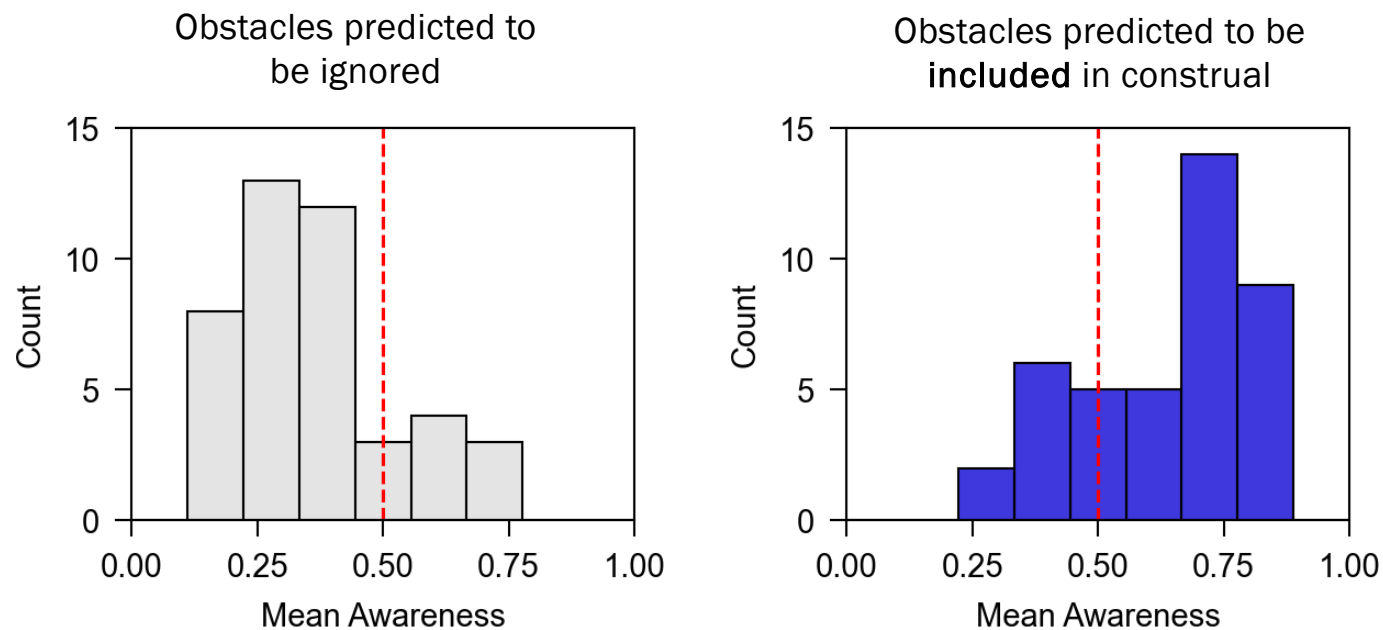 Obstacles predicted to
be ignored
15
10
5
0
Count
0.00 0.25 0.50 0.75 1.00
Mean Awareness
Obstacles predicted to be
included in construal
15
10
5
0
Count
0.00 0.25 0.50 0.75 1.00
Mean Awareness